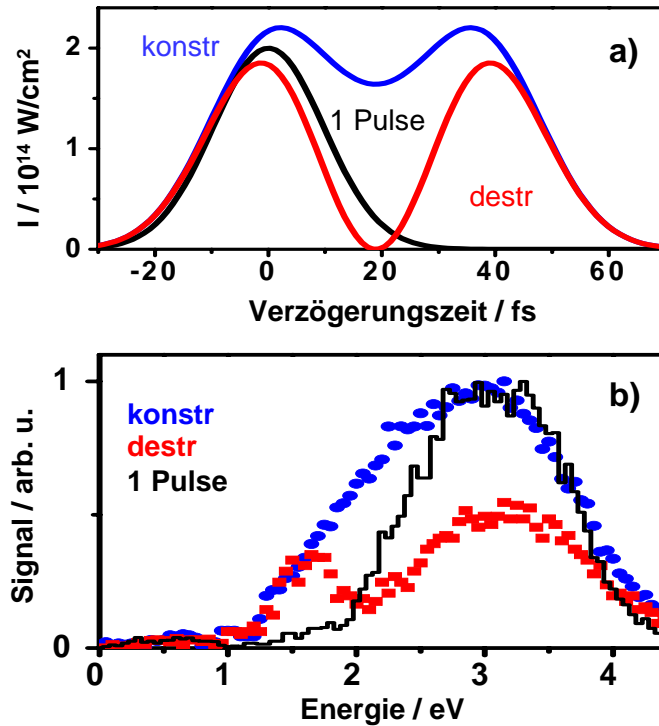 a)
konstr
1 Pulse
destr
I / 10¹⁴ W/cm²
2
1
0
-20 0 20 40 60
Verzögerungszeit / fs
b)
konstr
destr
1 Pulse
Signal / arb. u.
1
0
0 1 2 3 4
Energie / eV